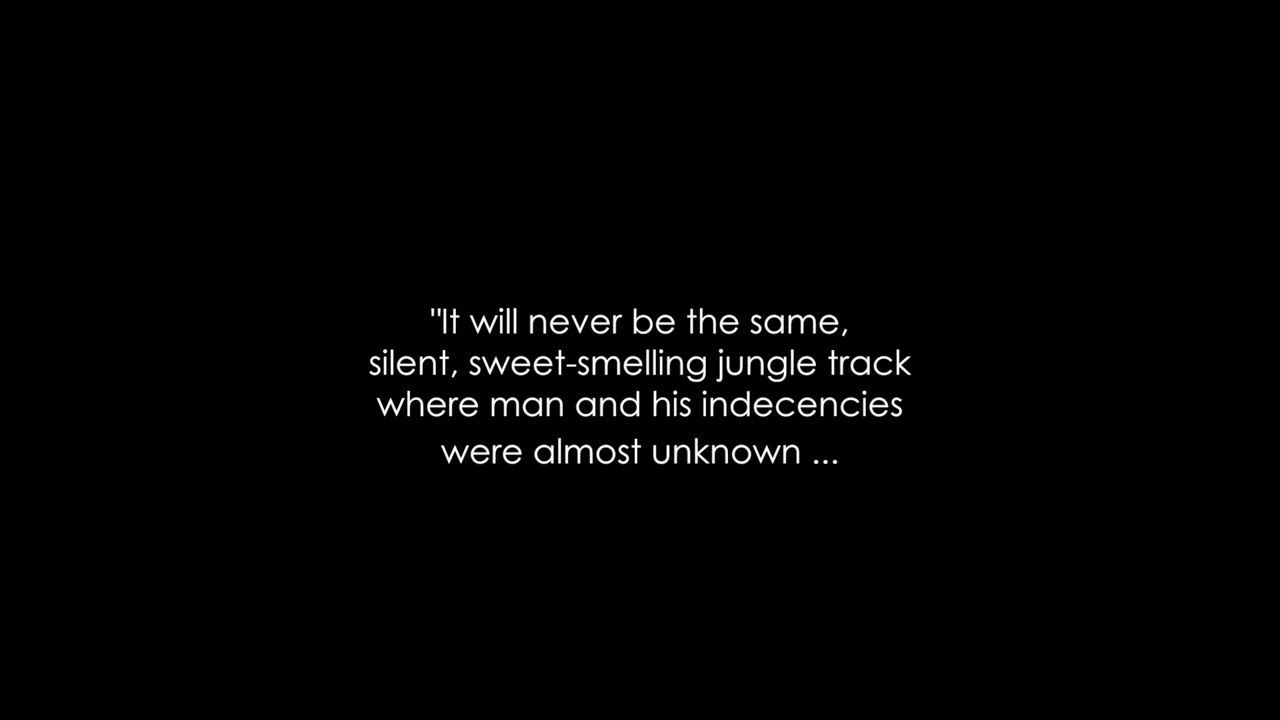 "It will never be the same,
silent, sweet-smelling jungle track
where man and his indecencies
were almost unknown ...